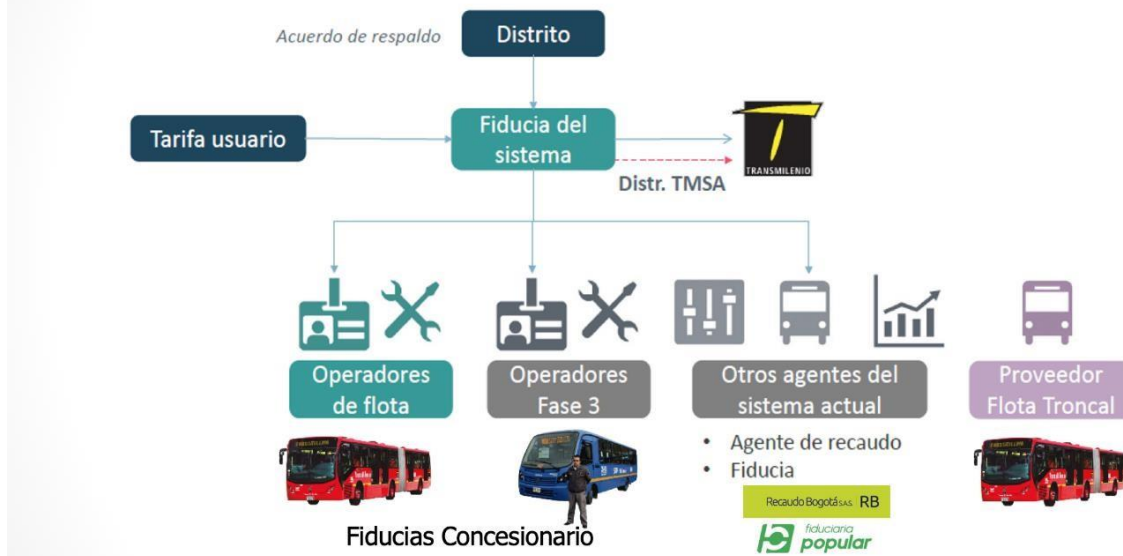 Acuerdo de respaldo
Distrito
Tarifa usuario
Fiducia del
sistema
TRANSMILENIO
Distr. TMSA
Operadores
de flota
Operadores
Fase 3
Otros agentes del
sistema actual
Proveedor
Flota Troncal
• Agente de recaudo
• Fiducia
Recaudo Bogotá S.A.S. RB
Fiducias Concesionario
fiduciaria
popular